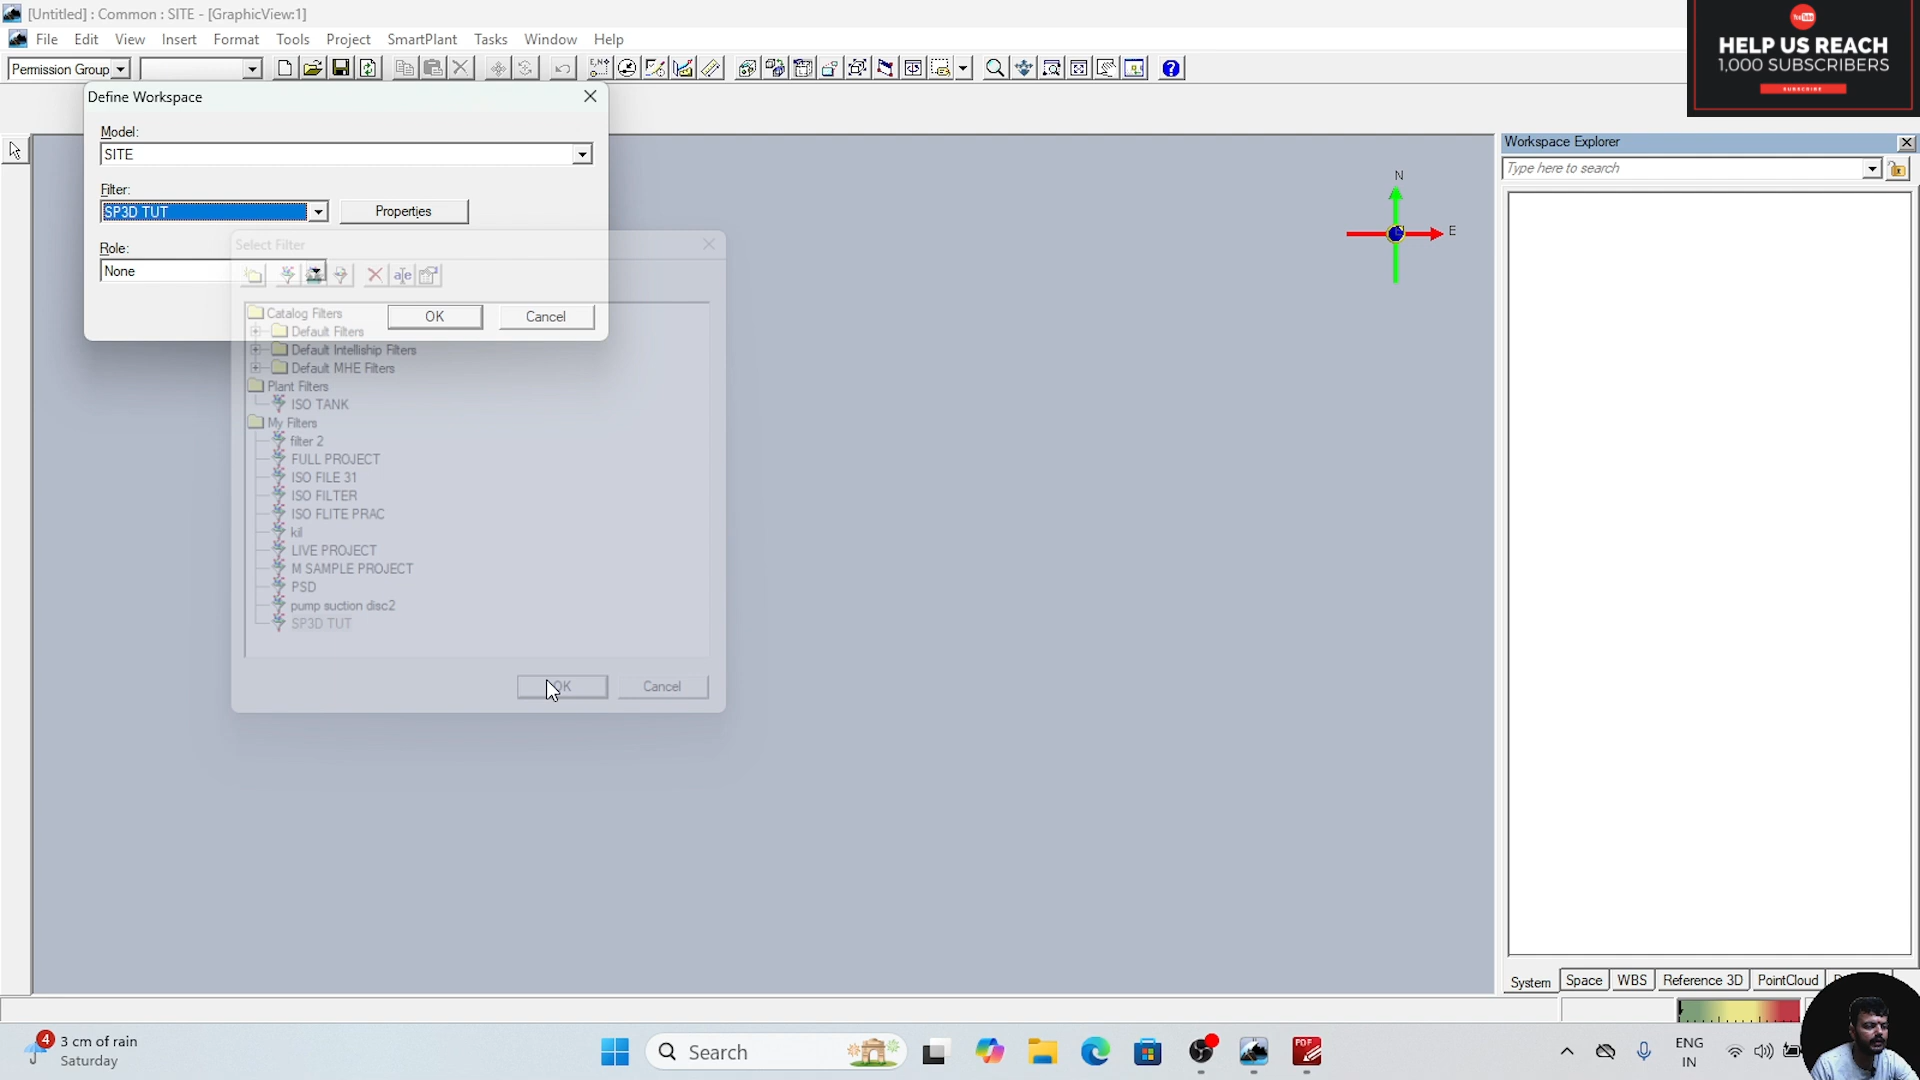 [Untitled] : Common : SITE - [GraphicView:1]
File Edit View Insert Format Tools Project SmartPlant Tasks Window Help
Permission Group
YouTube
HELP US REACH
1,000 SUBSCRIBERS
SUBSCRIBE
Define Workspace
Model:
SITE
Filter:
SP3D TUT
Properties
Role:
None
OK
Cancel
Select Filter
Catalog Filters
Default Filters
Default Intelliship Filters
Default MHE Filters
Plant Filters
ISO TANK
My Filters
filter 2
FULL PROJECT
ISO FILE 31
ISO FILTER
ISO FLITE PRAC
kil
LIVE PROJECT
M SAMPLE PROJECT
PSD
pump suction disc2
SP3D TUT
OK
Cancel
N
E
Workspace Explorer
Type here to search
System Space WBS Reference 3D PointCloud
4
3 cm of rain
Saturday
Search
PDF
ENG
IN